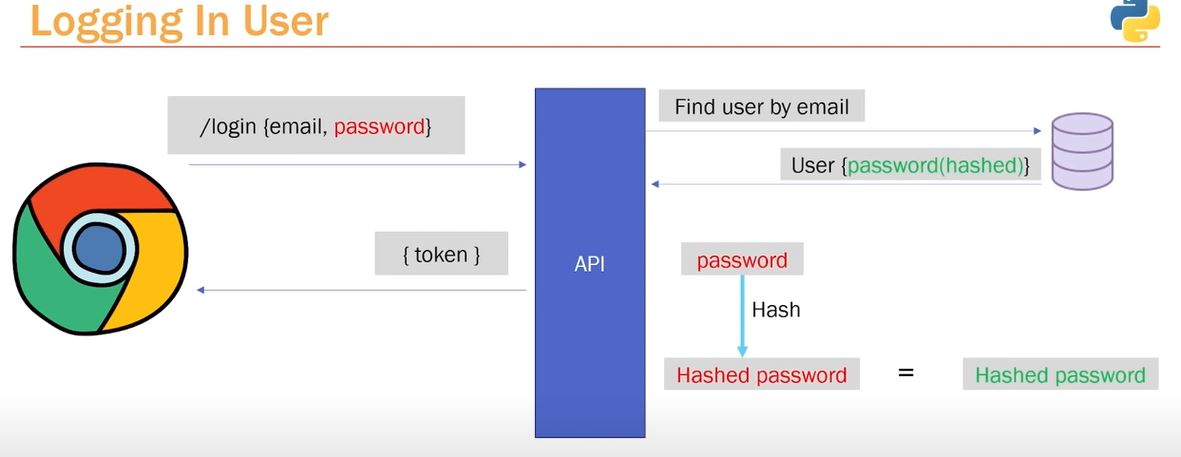 Logging In User
/login {email, password}
Find user by email
User {password(hashed)}
{ token }
API
password
Hash
Hashed password = Hashed password